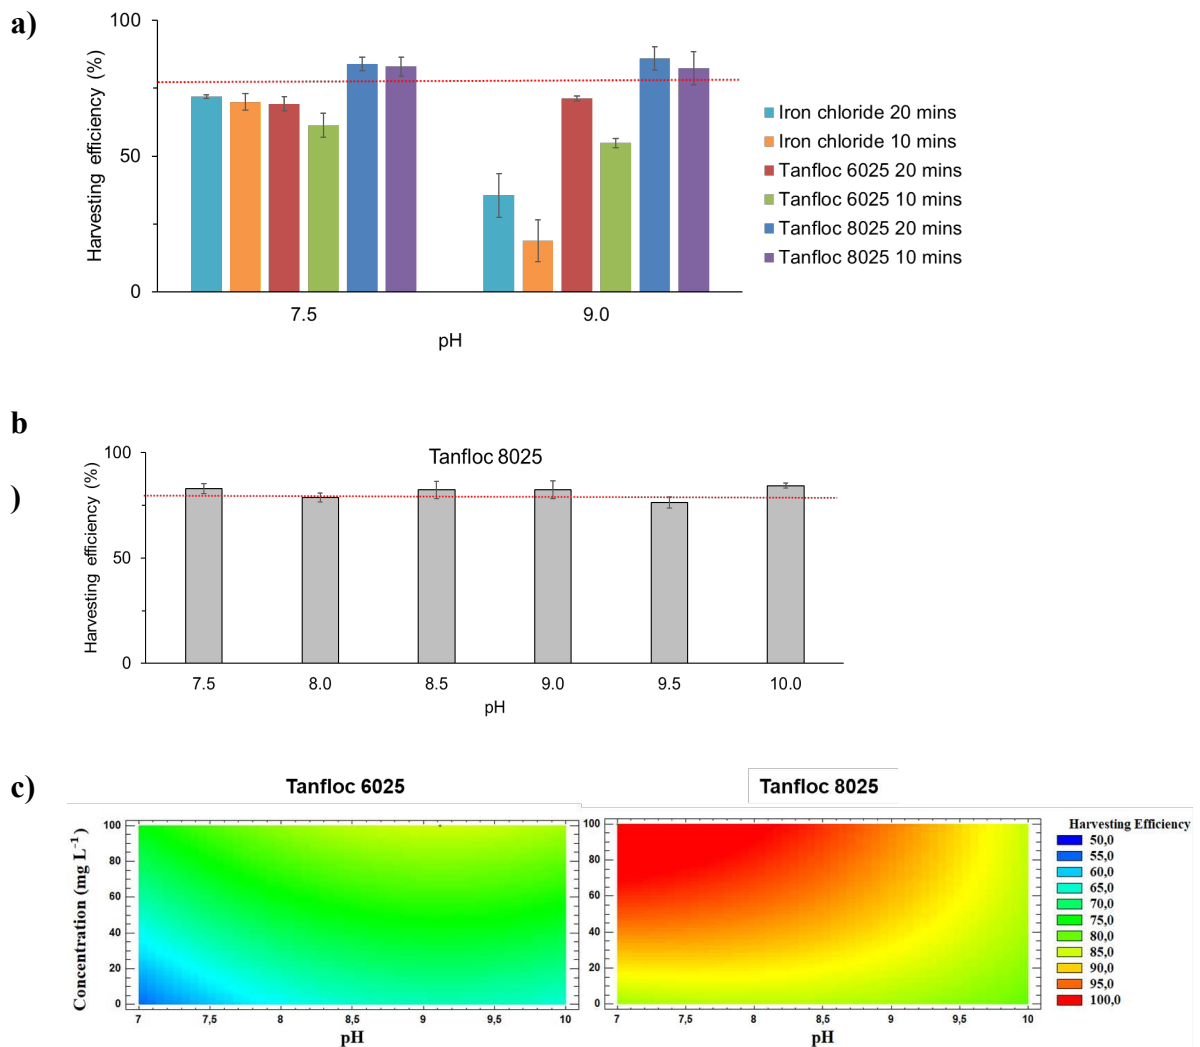 a)
Harvesting efficiency (%)
100
50
0
7.5 9.0
pH
Iron chloride 20 mins
Iron chloride 10 mins
Tanfloc 6025 20 mins
Tanfloc 6025 10 mins
Tanfloc 8025 20 mins
Tanfloc 8025 10 mins
b
)
Tanfloc 8025
Harvesting efficiency (%)
100
50
0
7.5 8.0 8.5 9.0 9.5 10.0
pH
c)
Tanfloc 6025
Concentration (mg L⁻¹)
100
80
60
40
20
0
7 7,5 8 8,5 9 9,5 10
pH
Tanfloc 8025
100
80
60
40
20
0
7 7,5 8 8,5 9 9,5 10
pH
Harvesting Efficiency
50,0
55,0
60,0
65,0
70,0
75,0
80,0
85,0
90,0
95,0
100,0